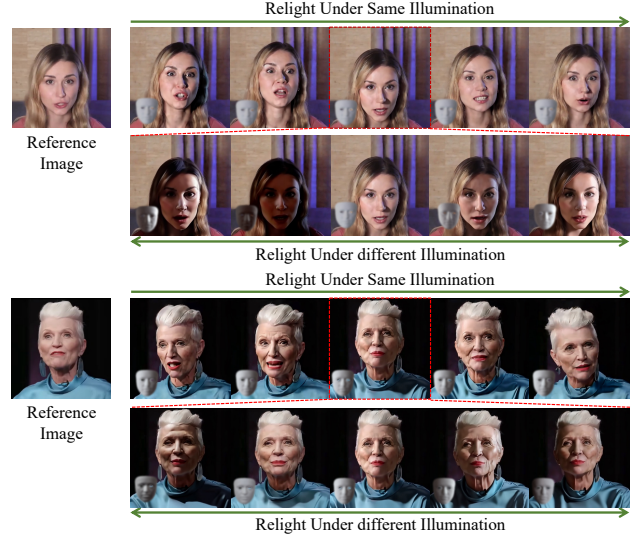 Relight Under Same Illumination
Reference
Image
Relight Under different Illumination
Relight Under Same Illumination
Reference
Image
Relight Under different Illumination